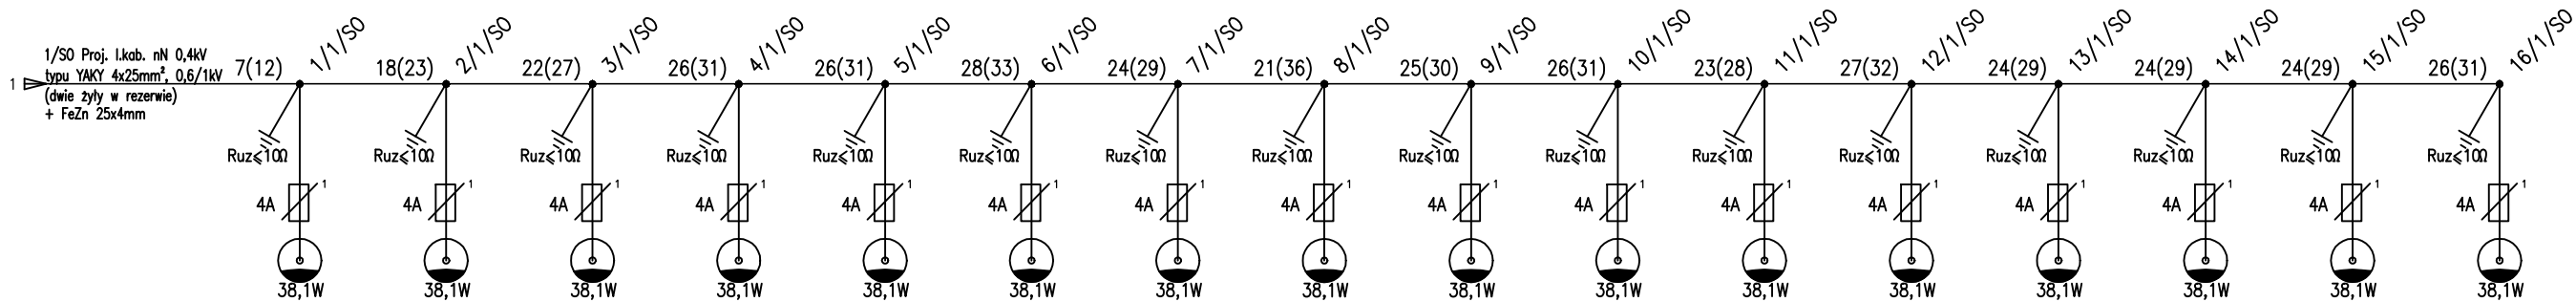 1/1/SO 2/1/SO 3/1/SO 4/1/SO 5/1/SO 6/1/SO 7/1/SO 8/1/SO 9/1/SO 10/1/SO 11/1/SO 12/1/SO 13/1/SO 14/1/SO 15/1/SO 16/1/SO
1/SO Proj. l.kab. nN 0,4kV
7(12) 18(23) 22(27) 26(31) 26(31) 28(33) 24(29) 21(36) 25(30) 26(31) 23(28) 27(32) 24(29) 24(29) 24(29) 26(31)
1 typu YAKY 4x25mm², 0,6/1kV
(dwie żyły w rezerwie)
+ FeZn 25x4mm
Ruz≤10Ω Ruz≤10Ω Ruz≤10Ω Ruz≤10Ω Ruz≤10Ω Ruz≤10Ω Ruz≤10Ω Ruz≤10Ω Ruz≤10Ω Ruz≤10Ω Ruz≤10Ω Ruz≤10Ω Ruz≤10Ω Ruz≤10Ω Ruz≤10Ω Ruz≤10Ω
1 1 1 1 1 1 1 1 1 1 1 1 1 1 1 1
4A 4A 4A 4A 4A 4A 4A 4A 4A 4A 4A 4A 4A 4A 4A 4A
38,1W 38,1W 38,1W 38,1W 38,1W 38,1W 38,1W 38,1W 38,1W 38,1W 38,1W 38,1W 38,1W 38,1W 38,1W 38,1W